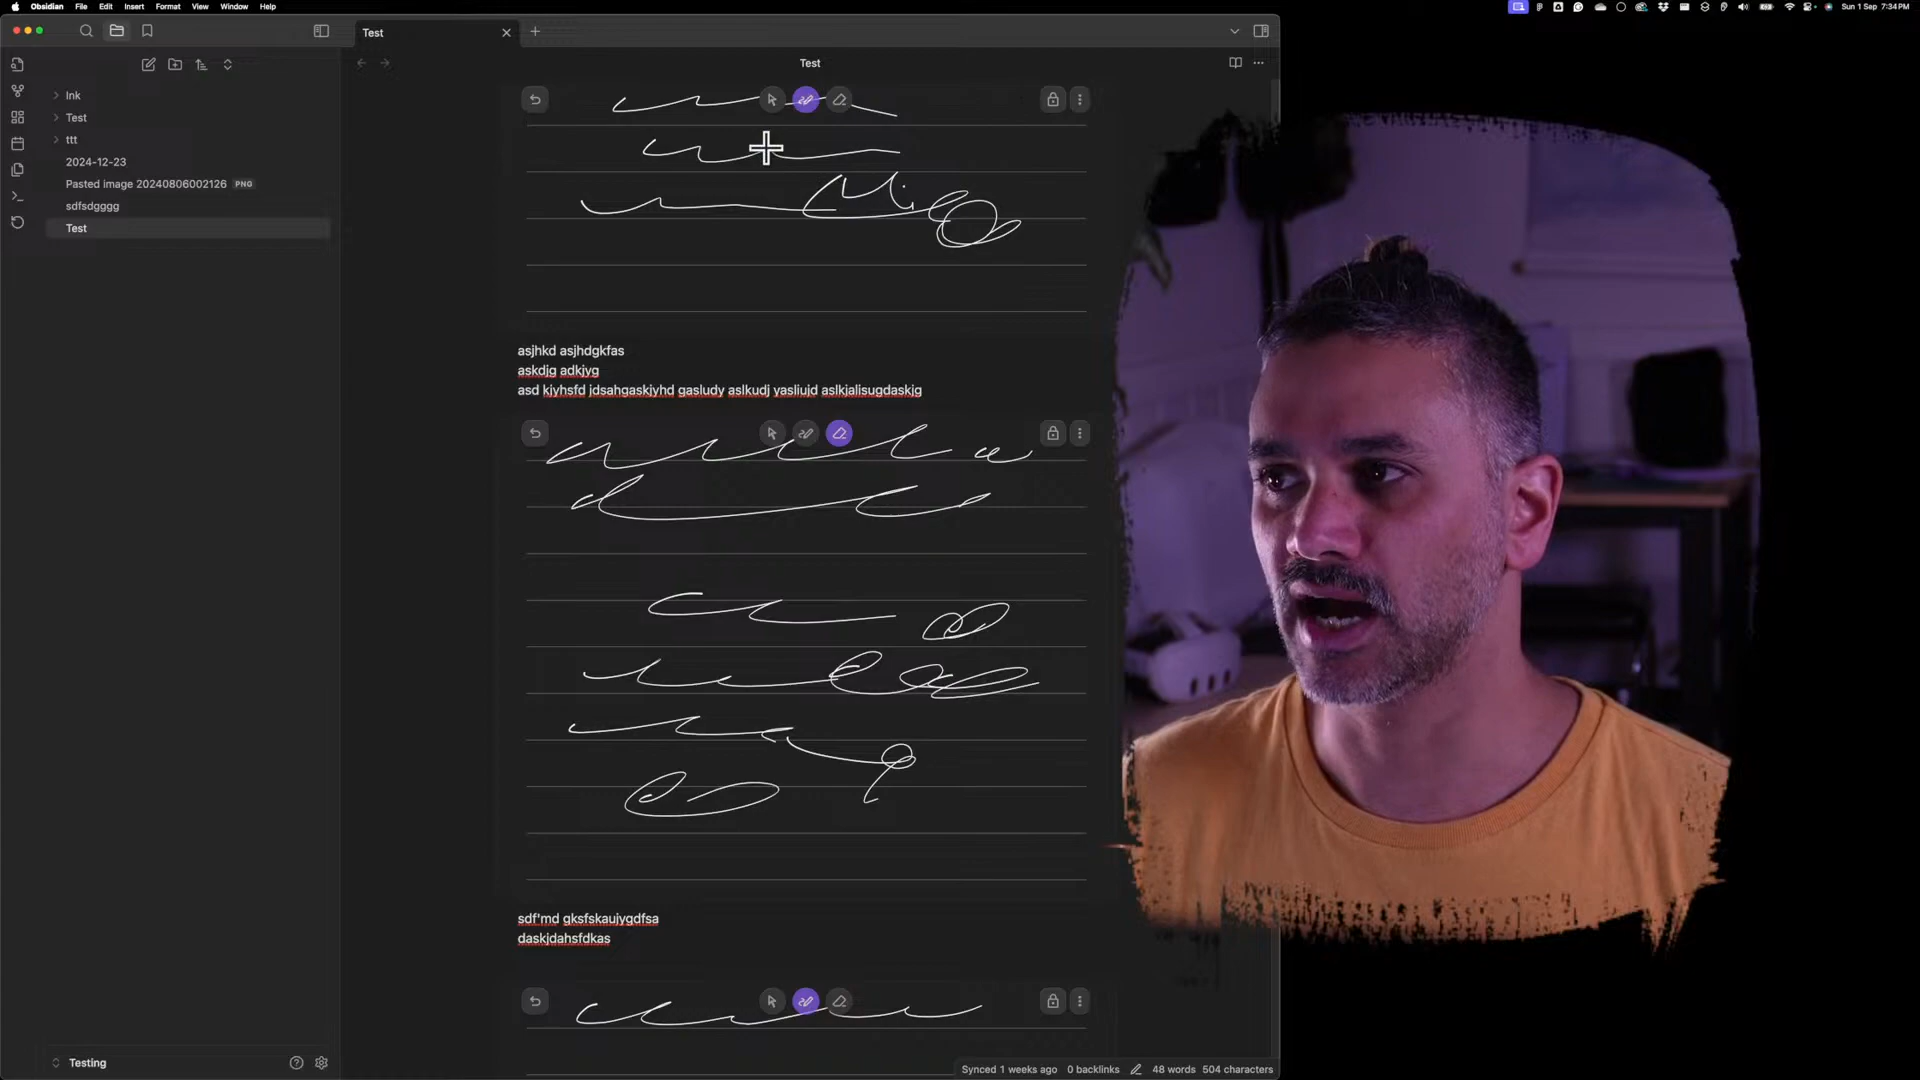 Obsidian File Edit Insert Format View Window Help
Sun 1 Sep 7:34 PM
Test
Test
Ink
Test
ttt
2024-12-23
Pasted image 20240806002126 PNG
sdfsdgggg
Test
asjhkd asjhdgkfas
askdjg adkjyg
asd kjyhsfd jdsahgaskjyhd gasludy aslkudj yasliujd aslkjalisugdaskjg
sdf'md gksfskaujygdfsa
daskjdahsfdkas
Testing
Synced 1 weeks ago 0 backlinks 48 words 504 characters